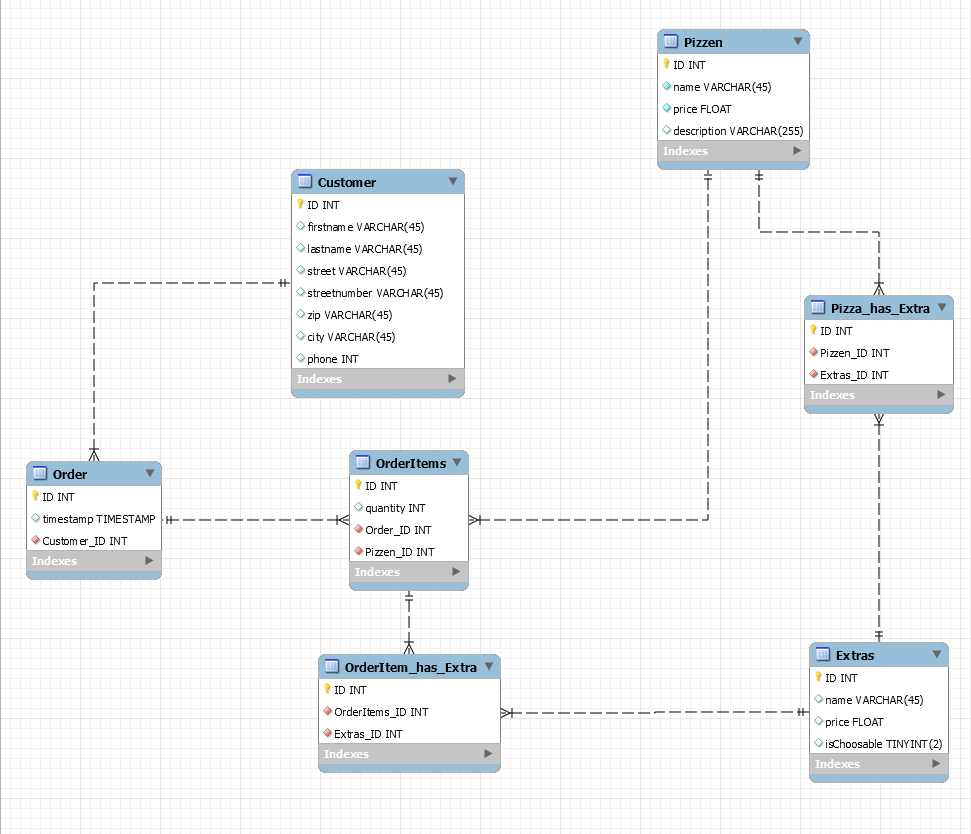 Pizzen
ID INT
name VARCHAR(45)
price FLOAT
description VARCHAR(255)
Indexes
Customer
ID INT
firstname VARCHAR(45)
lastname VARCHAR(45)
street VARCHAR(45)
streetnumber VARCHAR(45)
zip VARCHAR(45)
city VARCHAR(45)
phone INT
Indexes
Pizza_has_Extra
ID INT
Pizzen_ID INT
Extras_ID INT
Indexes
Order
ID INT
timestamp TIMESTAMP
Customer_ID INT
Indexes
OrderItems
ID INT
quantity INT
Order_ID INT
Pizzen_ID INT
Indexes
OrderItem_has_Extra
ID INT
OrderItems_ID INT
Extras_ID INT
Indexes
Extras
ID INT
name VARCHAR(45)
price FLOAT
isChoosable TINYINT(2)
Indexes